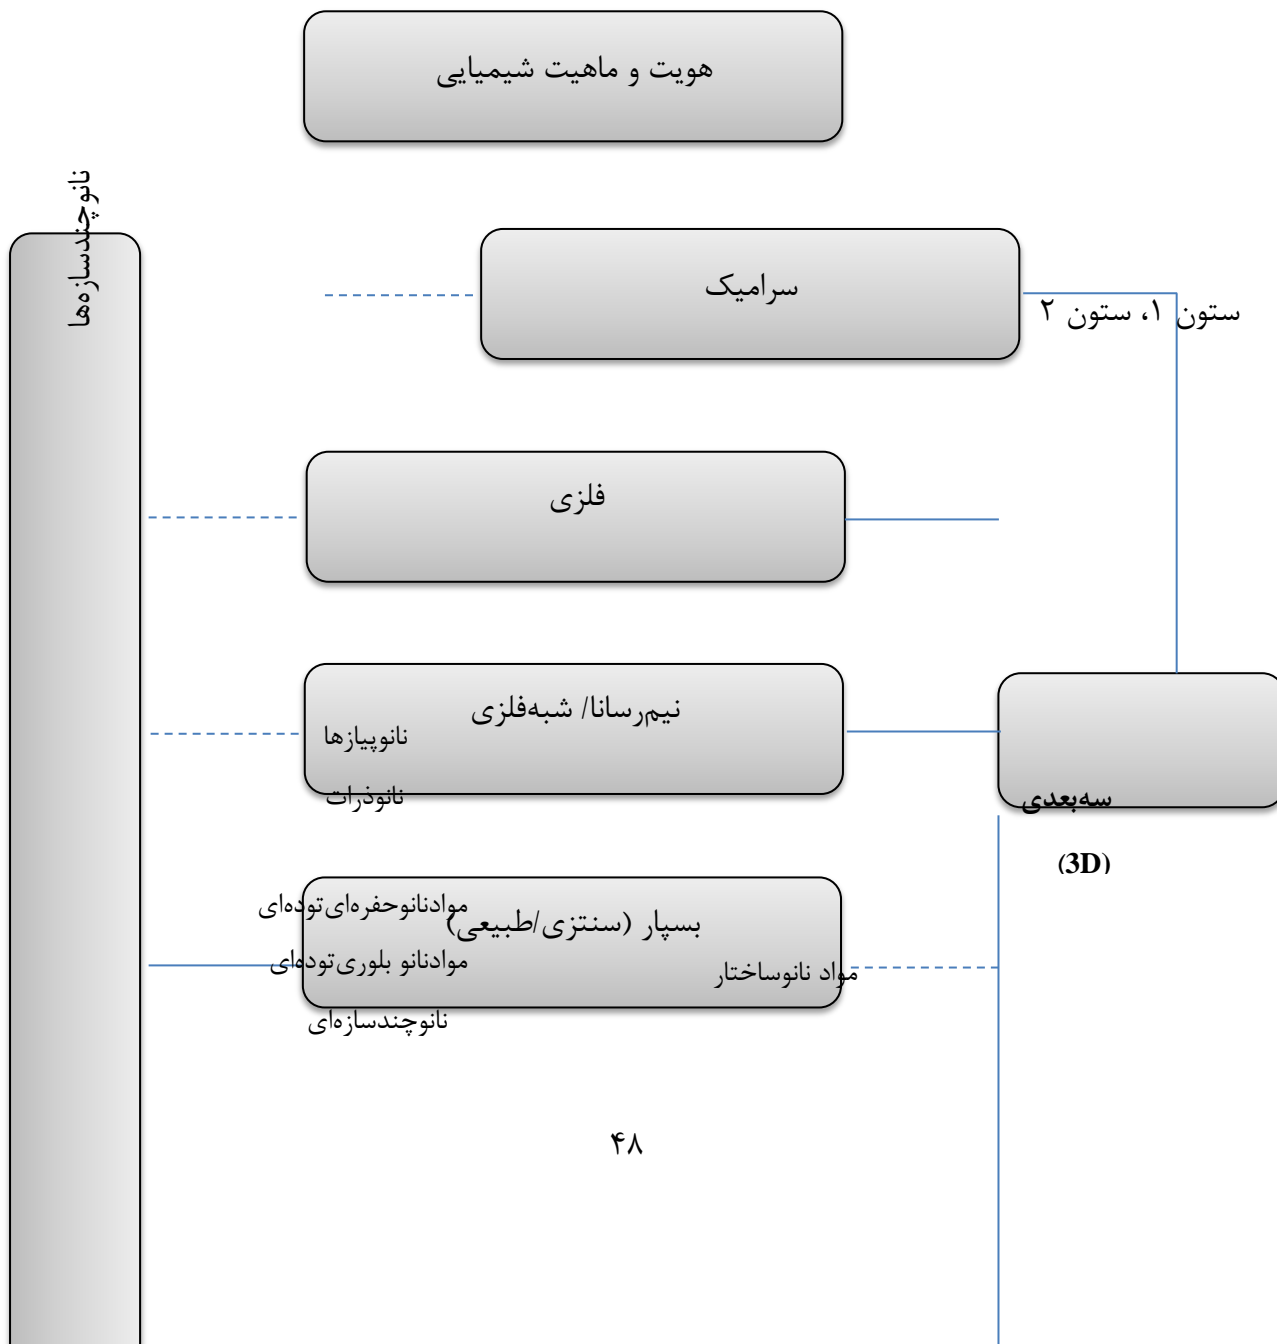 هویت و ماهیت شیمیایی
نانوچندسازه‌ها
سرامیک
ستون ۱، ستون ۲
فلزی
نیم‌رسانا/ شبه‌فلزی
نانوپیازها
نانوذرات
سه‌بعدی
(3D)
موادنانوحفره‌ای‌توده‌ای
بسپار (سنتزی/طبیعی)
موادنانو بلوری‌توده‌ای
مواد نانوساختار
نانوچندسازه‌ای
۴۸